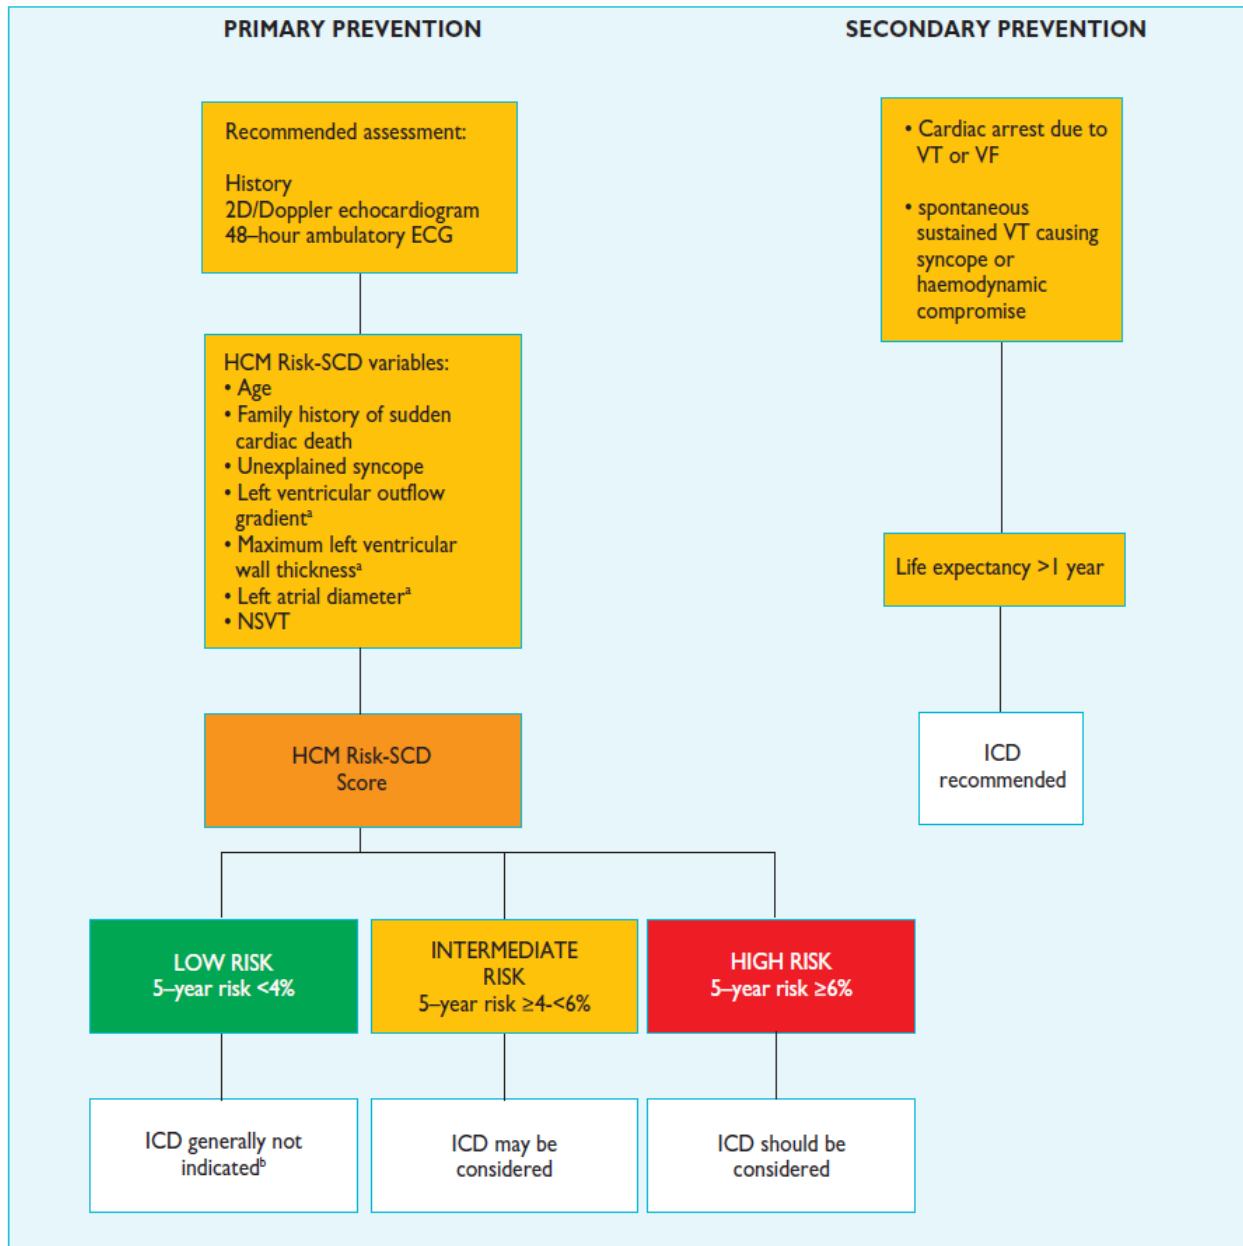 PRIMARY PREVENTION
SECONDARY PREVENTION
Recommended assessment:
History
2D/Doppler echocardiogram
48–hour ambulatory ECG
• Cardiac arrest due to
VT or VF
• spontaneous
sustained VT causing
syncope or
haemodynamic
compromise
HCM Risk-SCD variables:
• Age
• Family history of sudden
cardiac death
• Unexplained syncope
• Left ventricular outflow
gradientᵃ
• Maximum left ventricular
wall thicknessᵃ
• Left atrial diameterᵃ
• NSVT
Life expectancy >1 year
HCM Risk-SCD
Score
ICD
recommended
LOW RISK
5–year risk <4%
INTERMEDIATE
RISK
5–year risk ≥4-<6%
HIGH RISK
5–year risk ≥6%
ICD generally not
indicatedᵇ
ICD may be
considered
ICD should be
considered